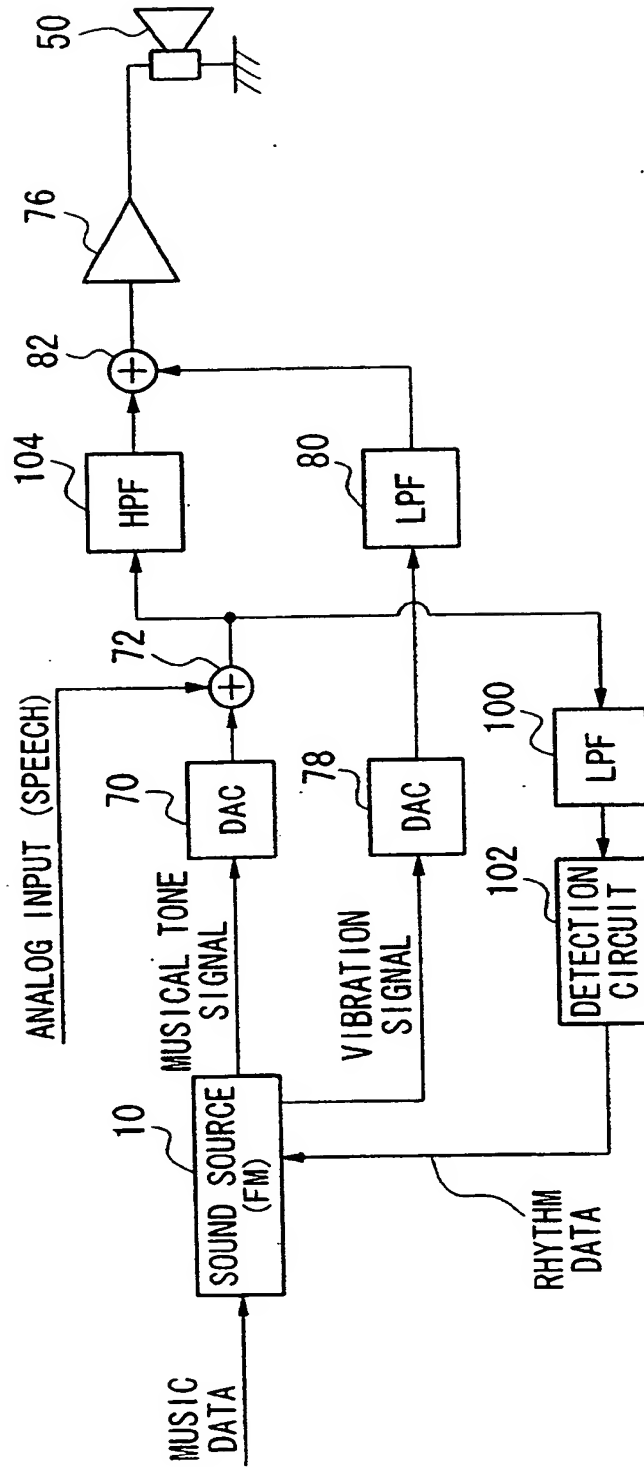 MUSIC
DATA
10
SOUND SOURCE
(FM)
ANALOG INPUT (SPEECH)
MUSICAL TONE
SIGNAL
70
DAC
72
+
104
HPF
82
+
76
50
VIBRATION
SIGNAL
78
DAC
80
LPF
RHYTHM
DATA
102
DETECTION
CIRCUIT
100
LPF